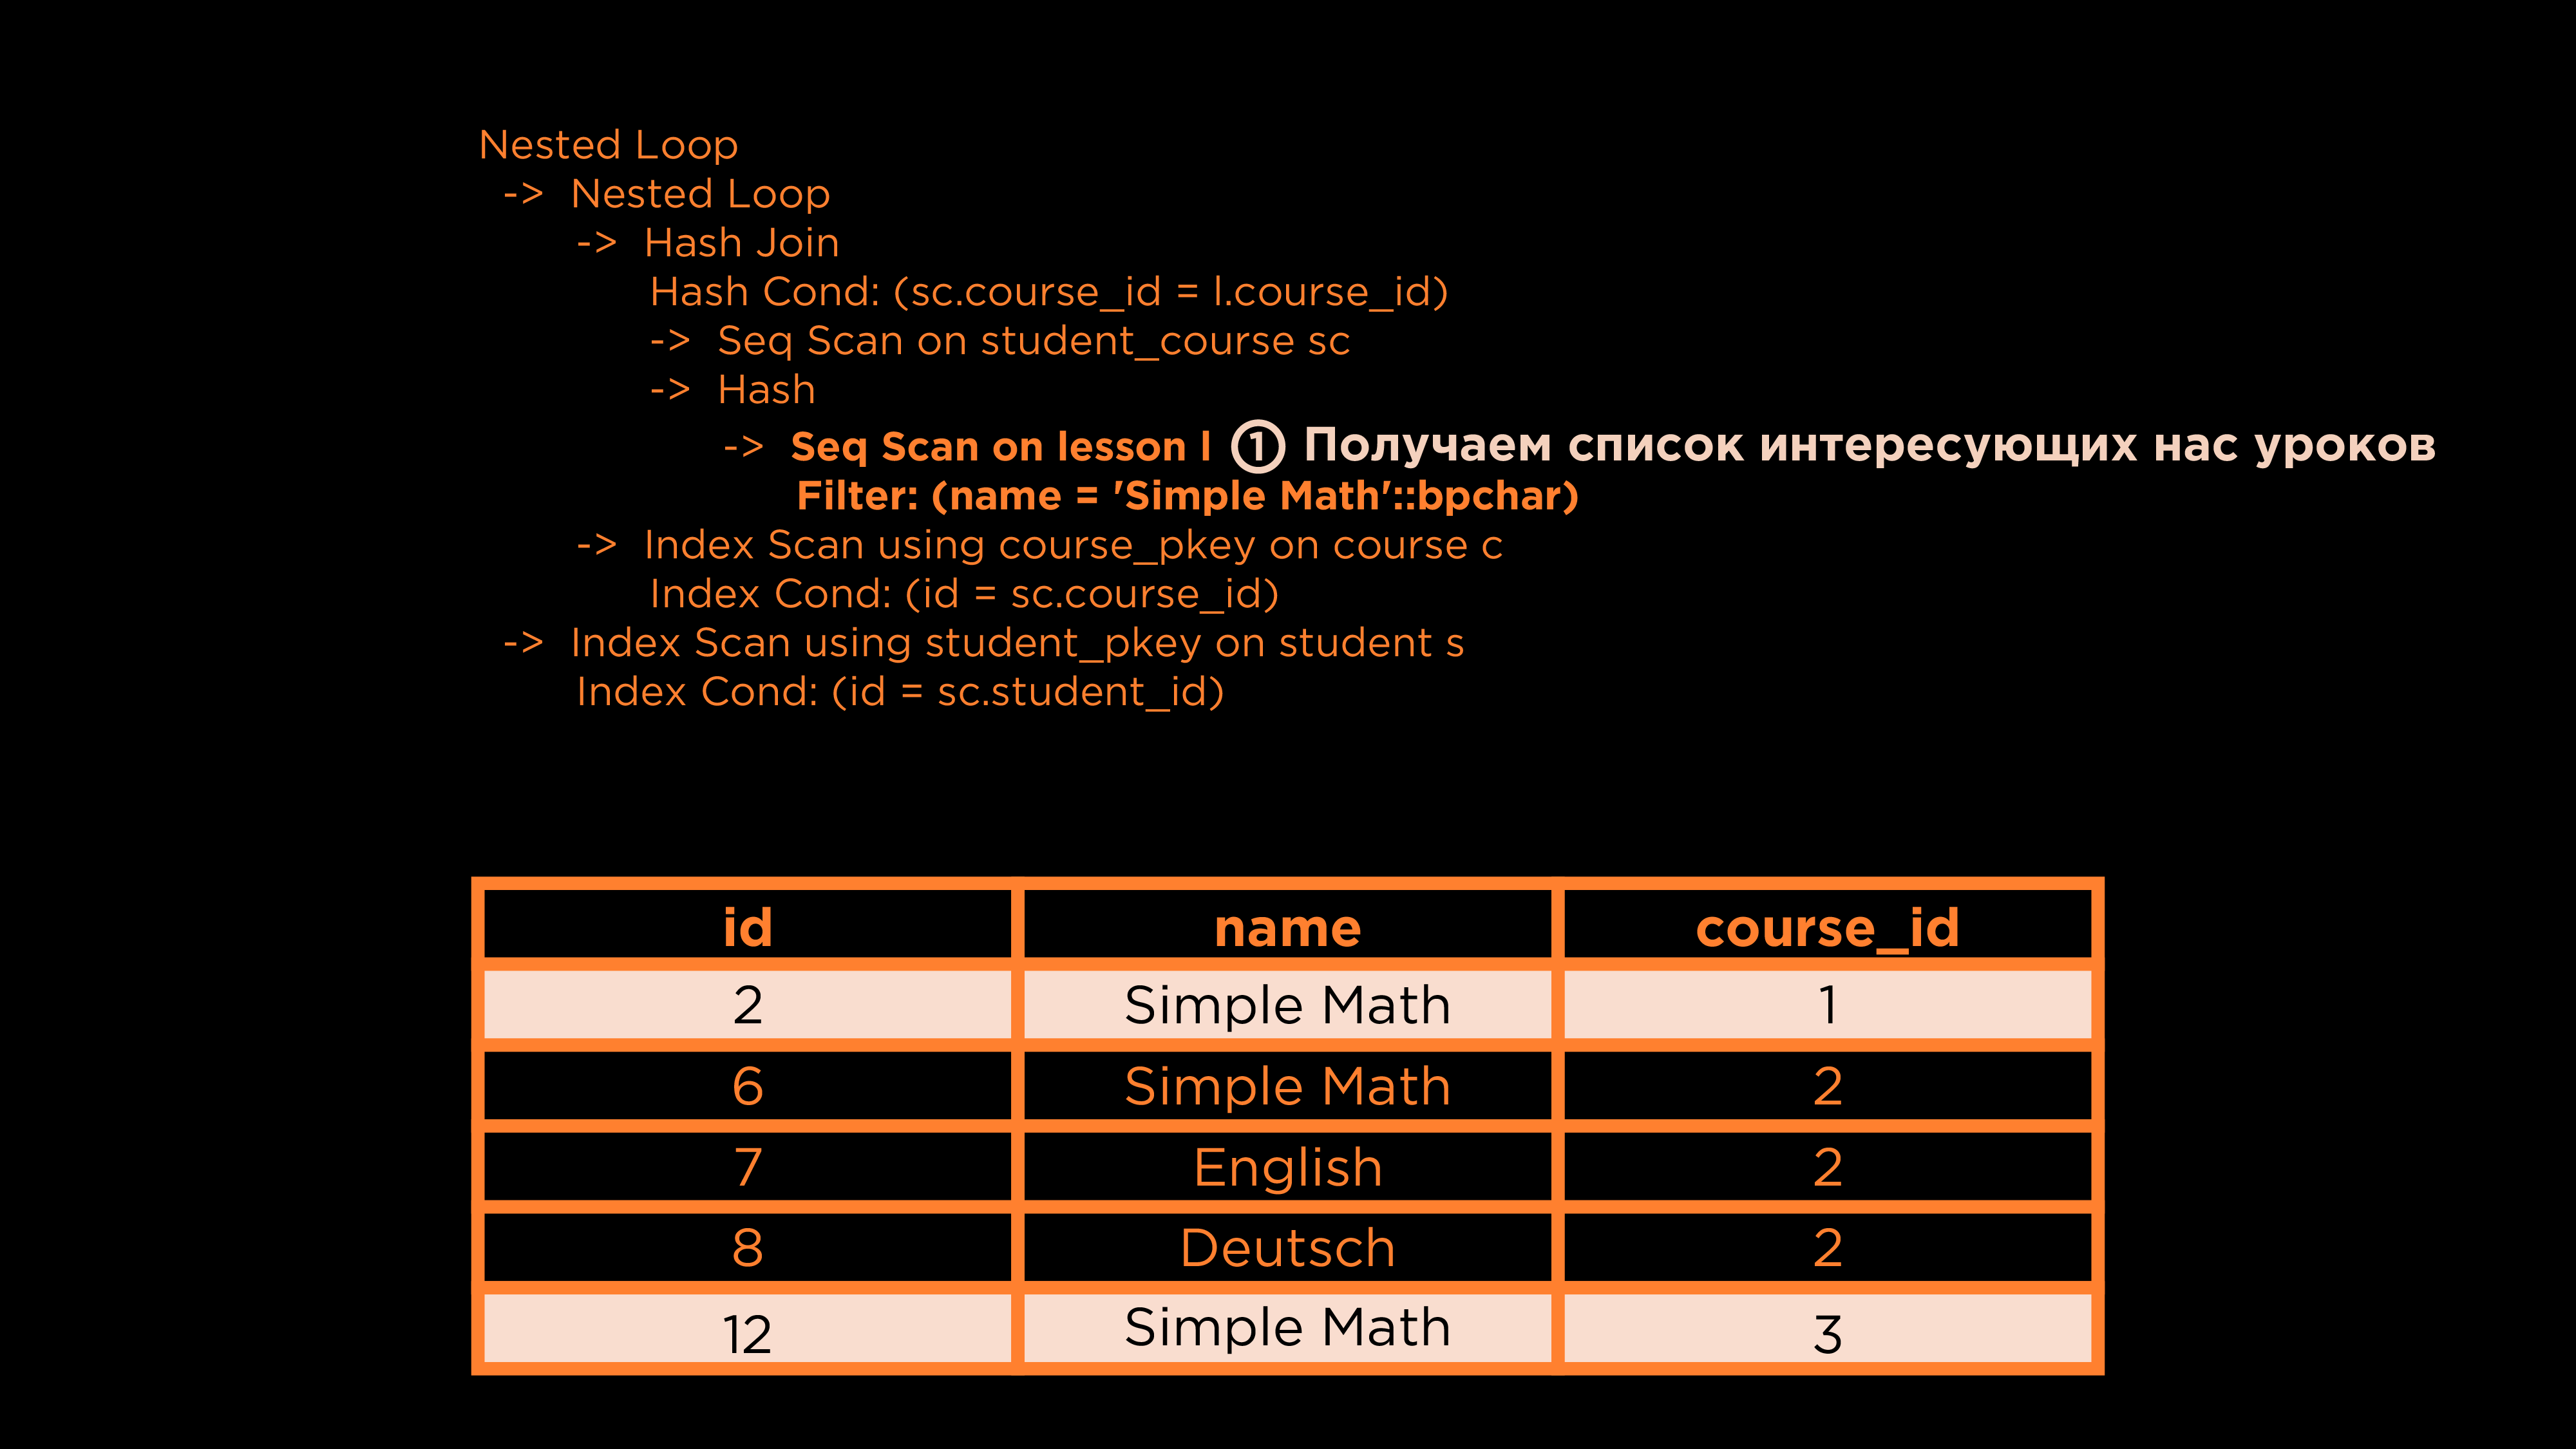 Nested Loop
-> Nested Loop
-> Hash Join
Hash Cond: (sc.course_id = l.course_id)
-> Seq Scan on student_course sc
-> Hash
-> Seq Scan on lesson l ① Получаем список интересующих нас уроков
Filter: (name = 'Simple Math'::bpchar)
-> Index Scan using course_pkey on course c
Index Cond: (id = sc.course_id)
-> Index Scan using student_pkey on student s
Index Cond: (id = sc.student_id)
id name course_id
2 Simple Math 1
6 Simple Math 2
7 English 2
8 Deutsch 2
12 Simple Math 3